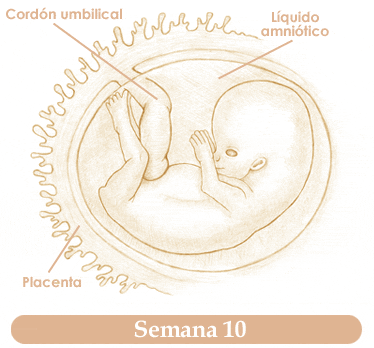 Cordón umbilical
Líquido
amniótico
Placenta
Semana 10